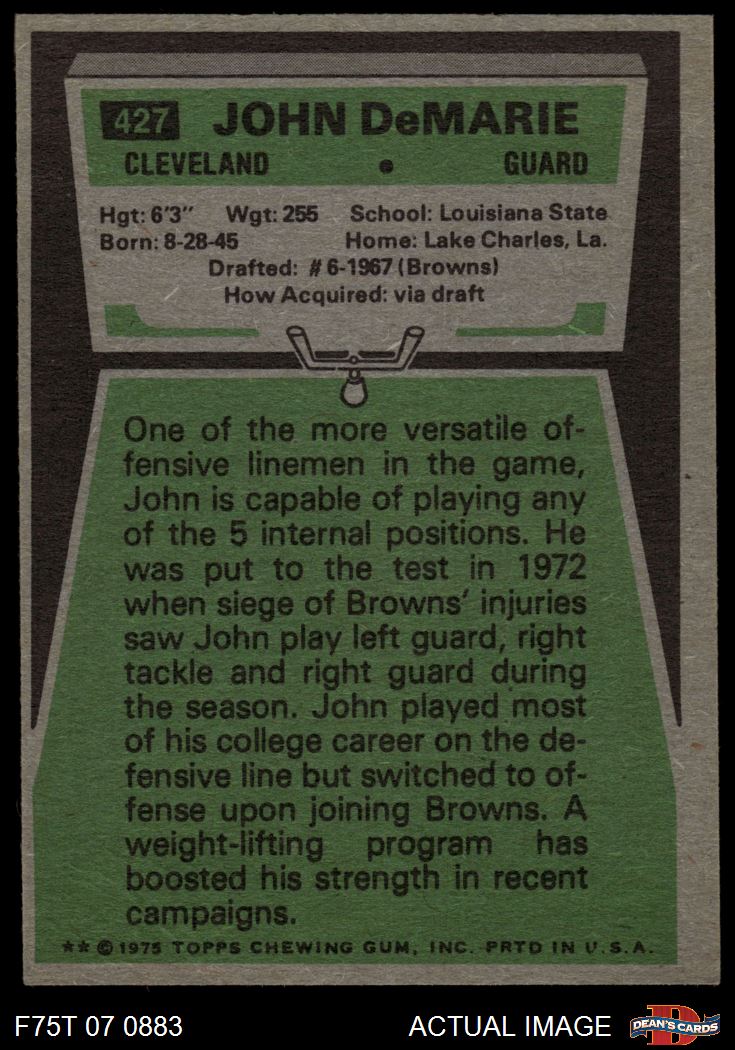 427 JOHN DeMARIE
CLEVELAND • GUARD
Hgt: 6'3" Wgt: 255 School: Louisiana State
Born: 8-28-45 Home: Lake Charles, La.
Drafted: #6-1967 (Browns)
How Acquired: via draft
One of the more versatile of-
fensive linemen in the game,
John is capable of playing any
of the 5 internal positions. He
was put to the test in 1972
when siege of Browns' injuries
saw John play left guard, right
tackle and right guard during
the season. John played most
of his college career on the de-
fensive line but switched to of-
fense upon joining Browns. A
weight-lifting program has
boosted his strength in recent
campaigns.
** © 1975 TOPPS CHEWING GUM, INC. PRTD IN U.S.A.
F75T 07 0883 ACTUAL IMAGE D DEAN'S CARDS